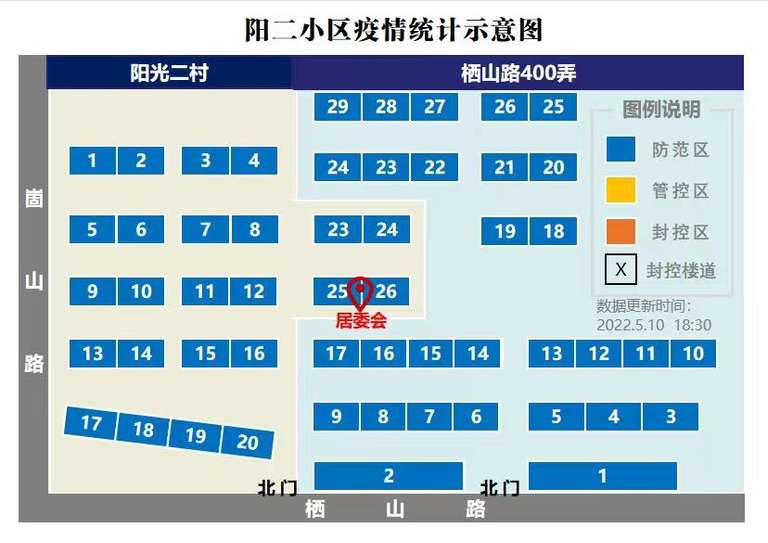 阳二小区疫情统计示意图
阳光二村
栖山路400弄
29 28 27 26 25
图例说明
防范区
管控区
封控区
X 封控楼道
数据更新时间：
2022.5.10 18:30
1 2 3 4
24 23 22 21 20
5 6 7 8
23 24
19 18
9 10 11 12
25 26
居委会
13 14 15 16
17 16 15 14 13 12 11 10
17 18 19 20
9 8 7 6 5 4 3
2 1
北门
北门
崮山路
栖山路